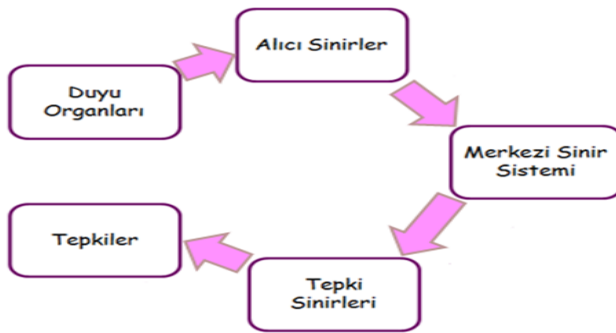 Alıcı Sinirler
Duyu
Organları
Merkezi Sinir
Sistemi
Tepkiler
Tepki
Sinirleri